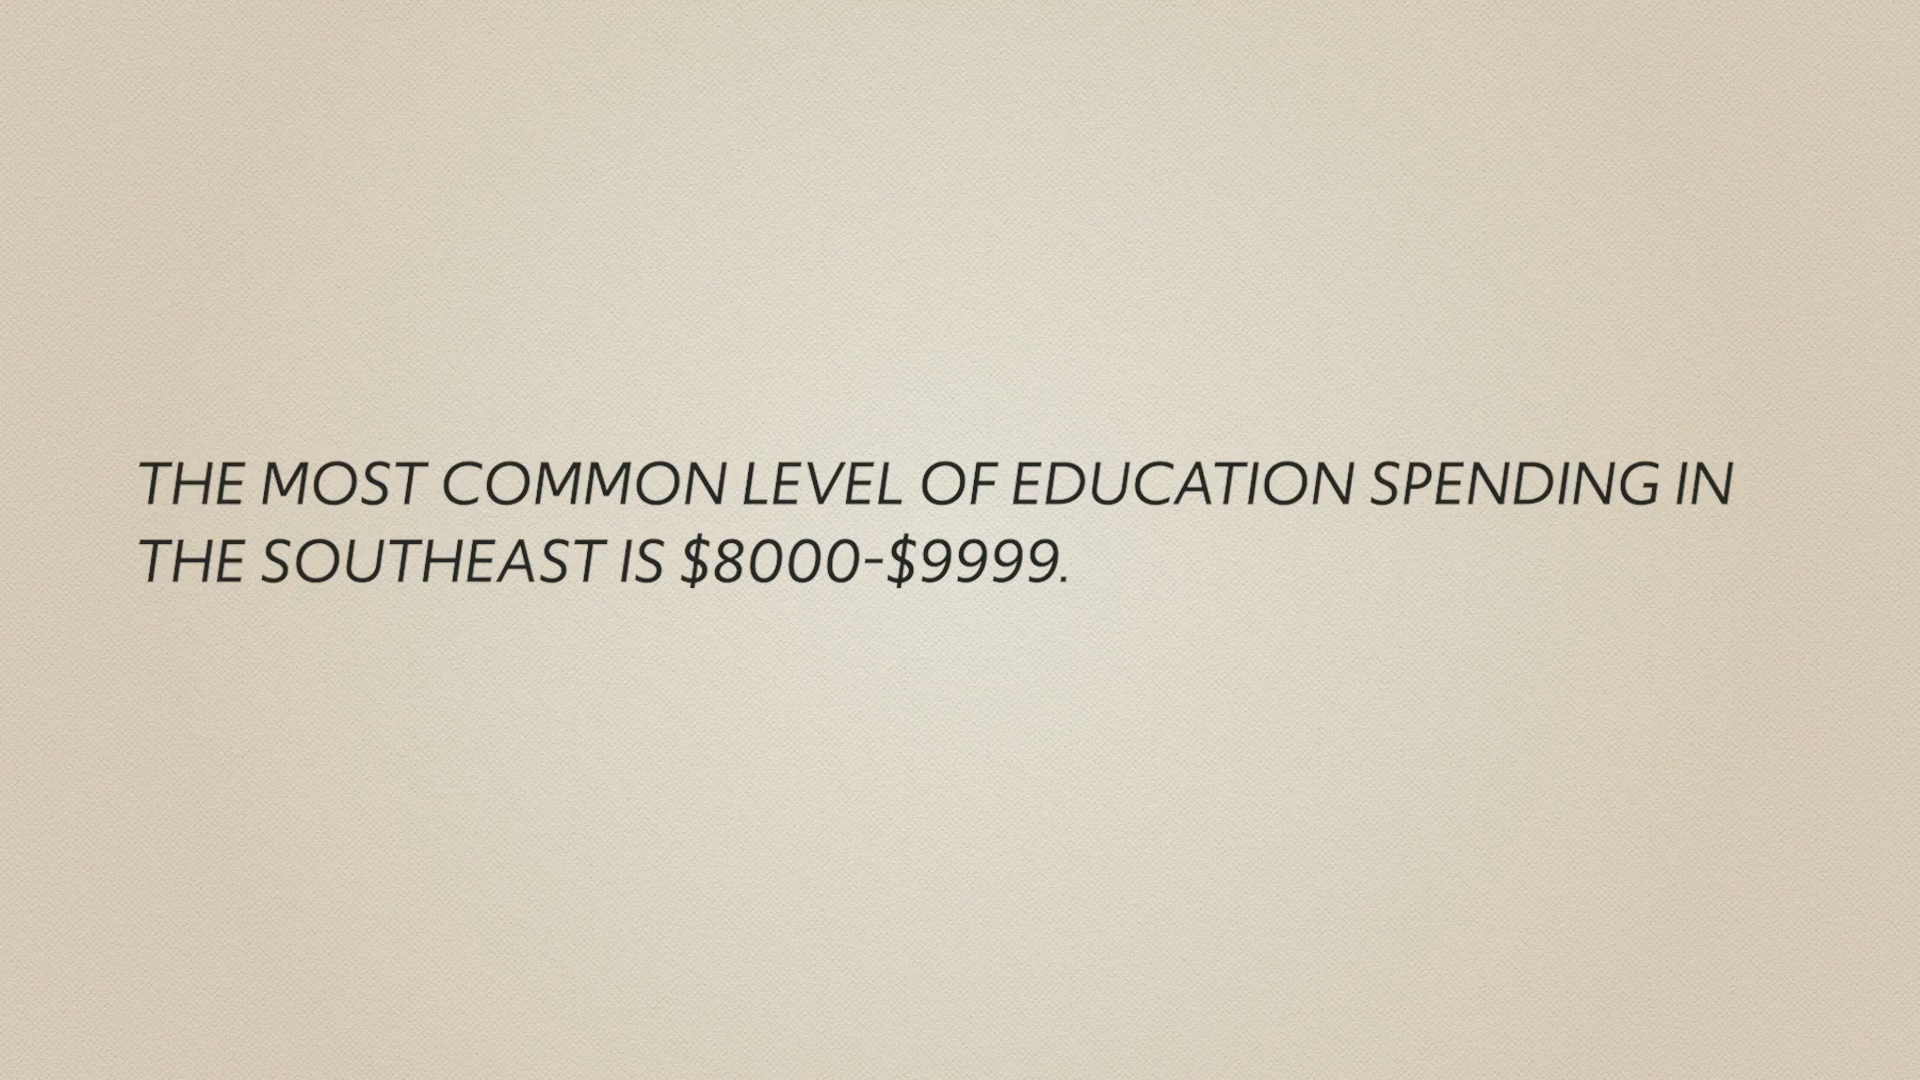 THE MOST COMMON LEVEL OF EDUCATION SPENDING IN
THE SOUTHEAST IS $8000-$9999.